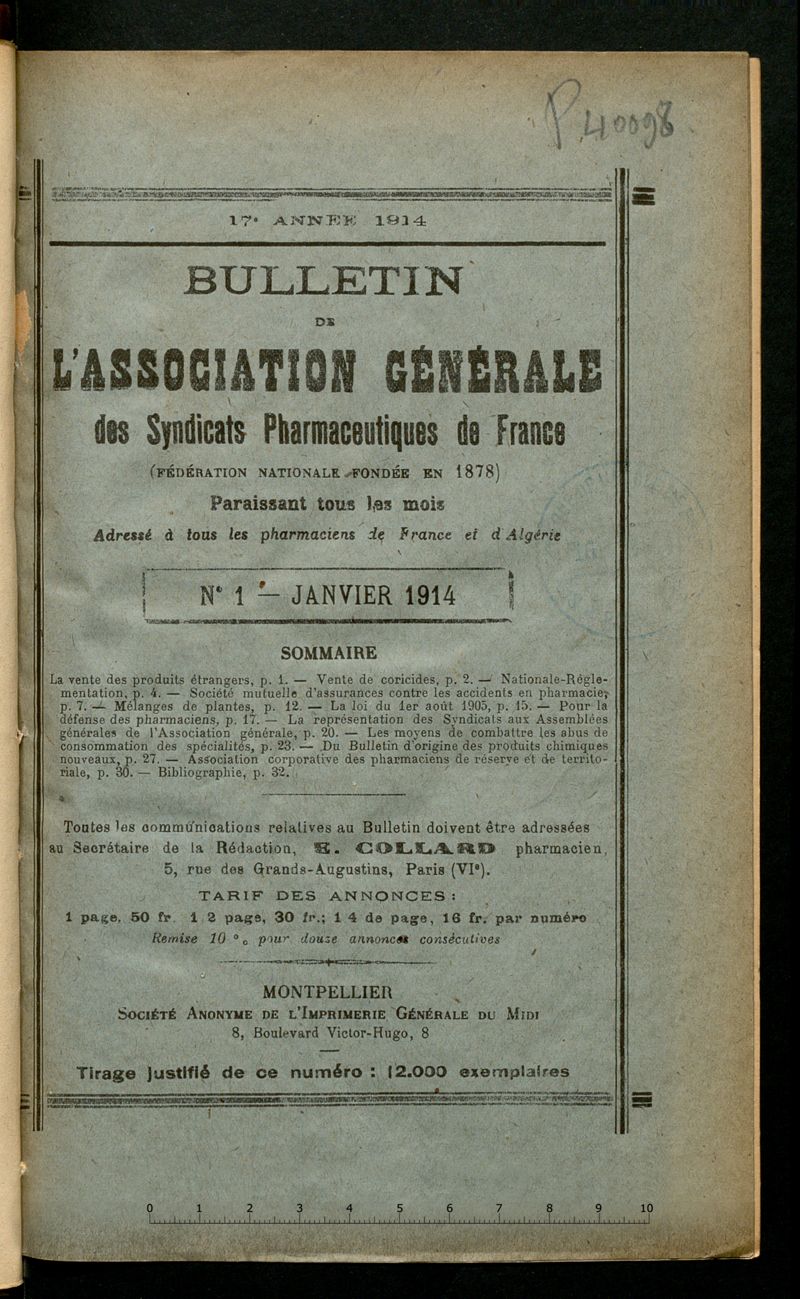 P 40098
17e ANNEE 1914
BULLETIN
DE
L'ASSOCIATION GÉNÉRALE
des Syndicats Pharmaceutiques de France
(FÉDÉRATION NATIONALE FONDÉE EN 1878)
Paraissant tous les mois
Adressé à tous les pharmaciens de France et d'Algérie
N° 1 — JANVIER 1914
SOMMAIRE
La vente des produits étrangers, p. 1. — Vente de coricides, p. 2. — Nationale-Régle-
mentation, p. 4. — Société mutuelle d'assurances contre les accidents en pharmacie,
p. 7. — Mélanges de plantes, p. 12. — La loi du 1er août 1905, p. 15. — Pour la
défense des pharmaciens, p. 17. — La représentation des Syndicats aux Assemblées
générales de l'Association générale, p. 20. — Les moyens de combattre les abus de
consommation des spécialités, p. 23. — Du Bulletin d'origine des produits chimiques
nouveaux, p. 27. — Association corporative des pharmaciens de réserve et de territo-
riale, p. 30. — Bibliographie, p. 32.
Toutes les communications relatives au Bulletin doivent être adressées
au Secrétaire de la Rédaction, E. COLLARD pharmacien,
5, rue des Grands-Augustins, Paris (VIe).
TARIF DES ANNONCES :
1 page, 50 fr. 1 2 page, 30 fr.; 1 4 de page, 16 fr. par numéro
Remise 10 °o pour douze annonces consécutives
MONTPELLIER
SOCIÉTÉ ANONYME DE L'IMPRIMERIE GÉNÉRALE DU MIDI
8, Boulevard Victor-Hugo, 8
Tirage justifié de ce numéro : 12.000 exemplaires
0 1 2 3 4 5 6 7 8 9 10